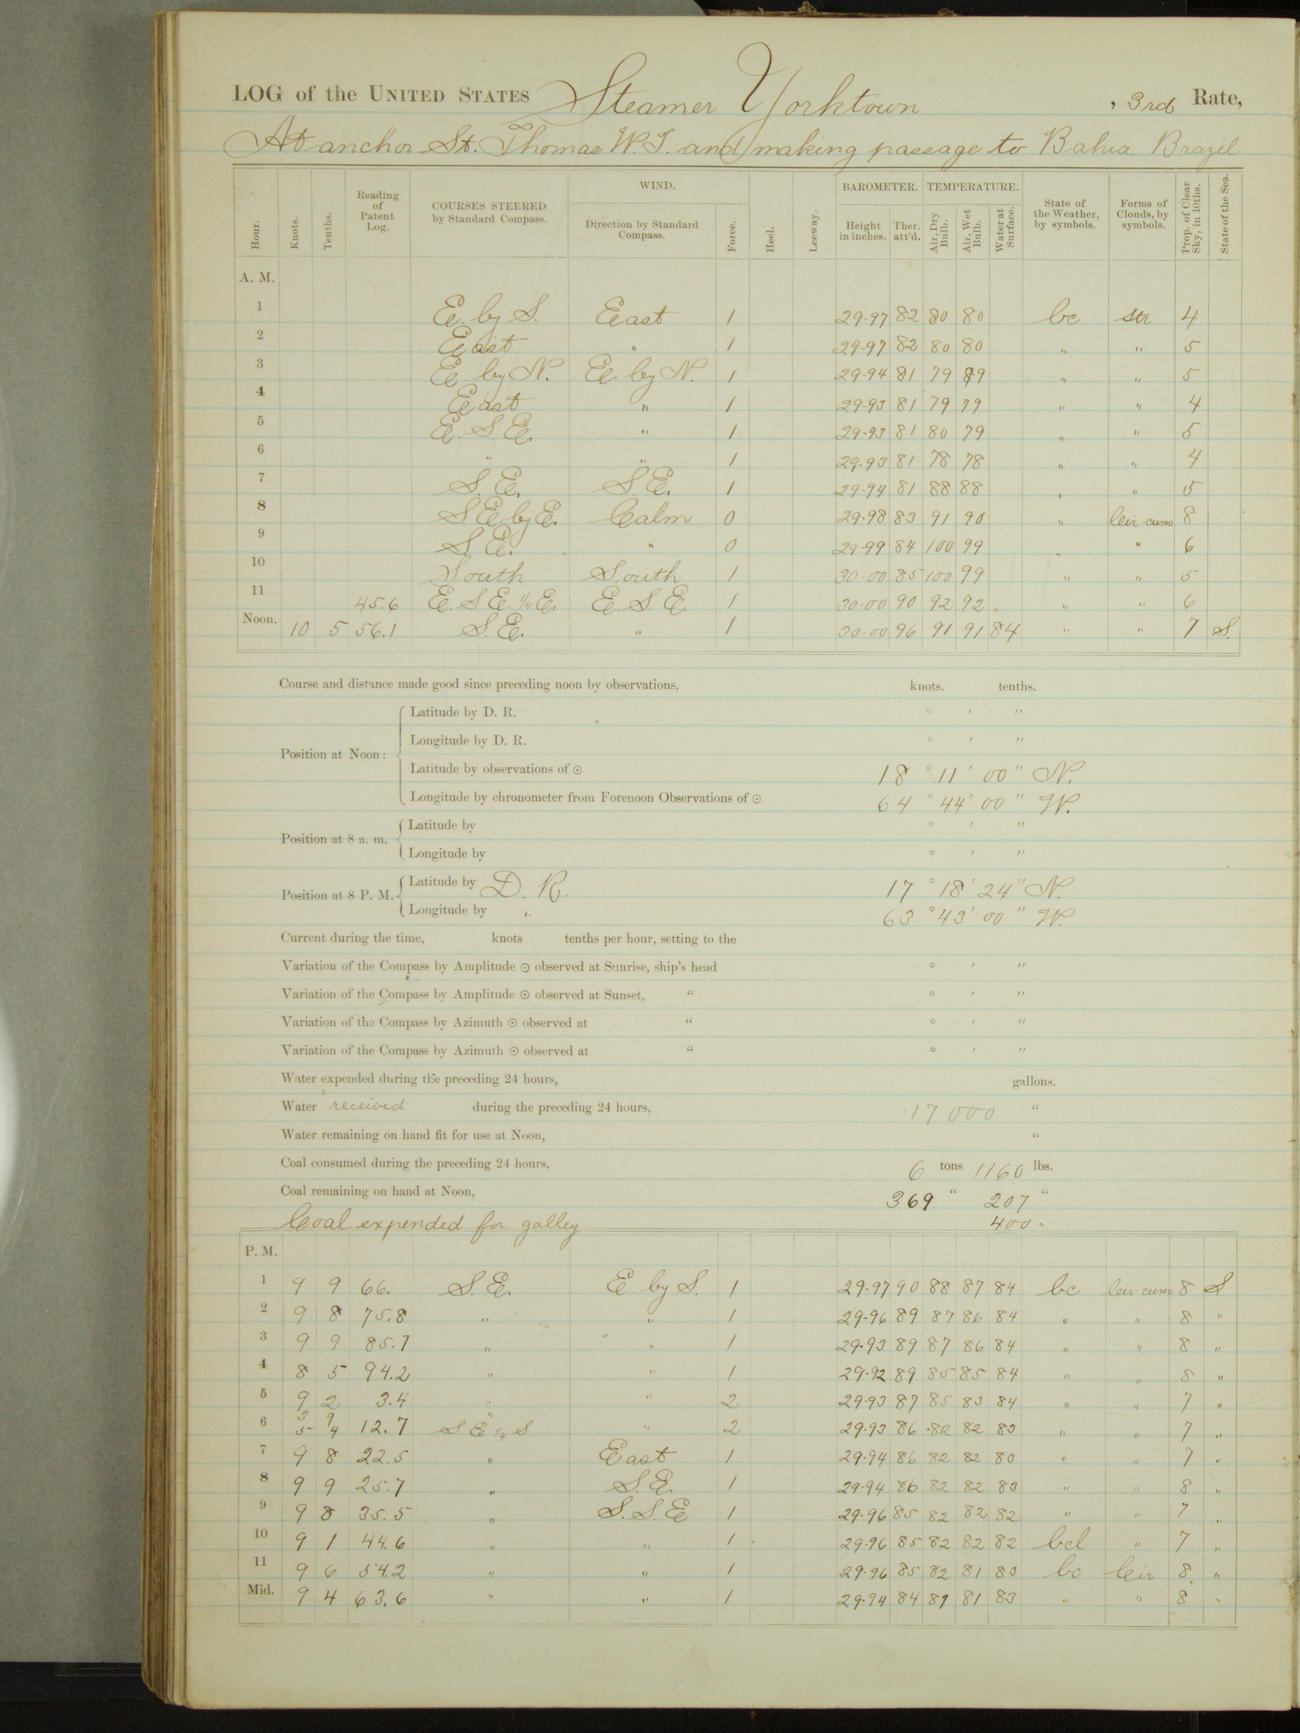 LOG of the UNITED STATES Steamer Yorktown , 3rd Rate,
At anchor St. Thomas W. I. and making passage to Bahia Brazil
Hour. Knots. Tenths. Reading of Patent Log. COURSES STEERED by Standard Compass. WIND. Direction by Standard Compass. Force. Heel. Leeway. BAROMETER. Height in inches. Ther. att'd. TEMPERATURE. Air, Dry Bulb. Air, Wet Bulb. Water at Surface. State of the Weather, by symbols. Forms of Clouds, by symbols. Prop. of Clear Sky, in 10ths. State of the Sea.
A. M.
1 E. by S. East 1 29.97 82 80 80 bc str 4
2 East " 1 29.97 82 80 80 " " 5
3 E. by N. E. by N. 1 29.94 81 79 79 " " 5
4 East " 1 29.93 81 79 79 " " 4
5 E. S. E. " 1 29.93 81 80 79 " " 5
6 " " 1 29.93 81 78 78 " " 4
7 S. E. S. E. 1 29.94 81 88 88 " " 5
8 S E by E. Calm 0 29.98 83 91 90 " cir-cum 8
9 S. E. " 0 29.99 84 100 99 " " 6
10 South South 1 30.00 85 100 99 " " 5
11 45.6 E. S E. 1/4 E. E. S. E. 1 30.00 90 92 92 " " 6
Noon. 10 5 56.1 S. E. " 1 30.00 96 91 91 84 " " 7 S.
Course and distance made good since preceding noon by observations, knots. tenths.
Position at Noon: Latitude by D. R. ° ' "
Longitude by D. R. ° ' "
Latitude by observations of ☉ 18 ° 11 ' 00 " N.
Longitude by chronometer from Forenoon Observations of ☉ 64 ° 44 ' 00 " W.
Position at 8 a. m. Latitude by ° ' "
Longitude by ° ' "
Position at 8 P. M. Latitude by D. R. 17 ° 18 ' 24 " N.
Longitude by " 63 ° 43 ' 00 " W.
Current during the time, knots tenths per hour, setting to the
Variation of the Compass by Amplitude ☉ observed at Sunrise, ship's head ° ' "
Variation of the Compass by Amplitude ☉ observed at Sunset, " ° ' "
Variation of the Compass by Azimuth ☉ observed at " ° ' "
Variation of the Compass by Azimuth ☉ observed at " ° ' "
Water expended during the preceding 24 hours, gallons.
Water received during the preceding 24 hours, 17000 "
Water remaining on hand fit for use at Noon, "
Coal consumed during the preceding 24 hours, 6 tons 1160 lbs.
Coal remaining on hand at Noon, 369 " 207 "
Coal expended for galley 400 "
P. M.
1 9 9 66. S. E. E by S. 1 29.97 90 88 87 84 bc cir-cum 8 S
2 9 8 75.8 " " 1 29.96 89 87 86 84 " " 8 "
3 9 9 85.7 " " 1 29.93 89 87 86 84 " " 8 "
4 8 5 94.2 " " 1 29.92 89 85 85 84 " " 8 "
5 9 2 3.4 " " 2 29.93 87 85 83 84 " " 7 "
6 3 9 5 4 12.7 S E 1/4 S " 2 29.93 86 82 82 83 " " 7 "
7 9 8 22.5 " East 1 29.94 86 82 82 80 " " 7 "
8 9 9 25.7 " S. E. 1 29.94 86 82 82 83 " " 8 "
9 9 8 35.5 " S. S E 1 29.96 85 82 82 82 " " 7 "
10 9 1 44.6 " " 1 29.96 85 82 82 82 bcl " 7 "
11 9 6 54.2 " " 1 29.96 85 82 81 83 bc cir 8 "
Mid. 9 4 63.6 " " 1 29.94 84 81 81 83 " " 8 "